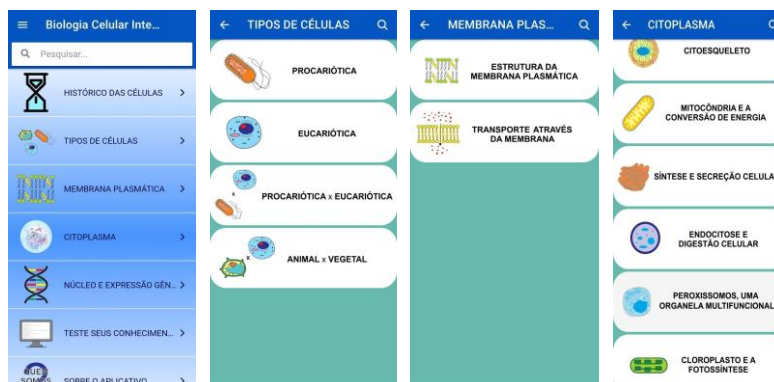 Biologia Celular Inte...
Pesquisar...
HISTÓRICO DAS CÉLULAS
TIPOS DE CÉLULAS
MEMBRANA PLASMÁTICA
CITOPLASMA
NÚCLEO E EXPRESSÃO GÊN...
TESTE SEUS CONHECIMEN...
QUEM
SOMOS
SOBRE O APLICATIVO
TIPOS DE CÉLULAS
PROCARIÓTICA
EUCARIÓTICA
x
PROCARIÓTICA x EUCARIÓTICA
x
ANIMAL x VEGETAL
MEMBRANA PLAS...
ESTRUTURA DA
MEMBRANA PLASMÁTICA
TRANSPORTE ATRAVÉS
DA MEMBRANA
CITOPLASMA
CITOESQUELETO
MITOCÔNDRIA E A
CONVERSÃO DE ENERGIA
SÍNTESE E SECREÇÃO CELULA
ENDOCITOSE E
DIGESTÃO CELULAR
PEROXISSOMOS, UMA
ORGANELA MULTIFUNCIONAL
CLOROPLASTO E A
FOTOSSÍNTESE